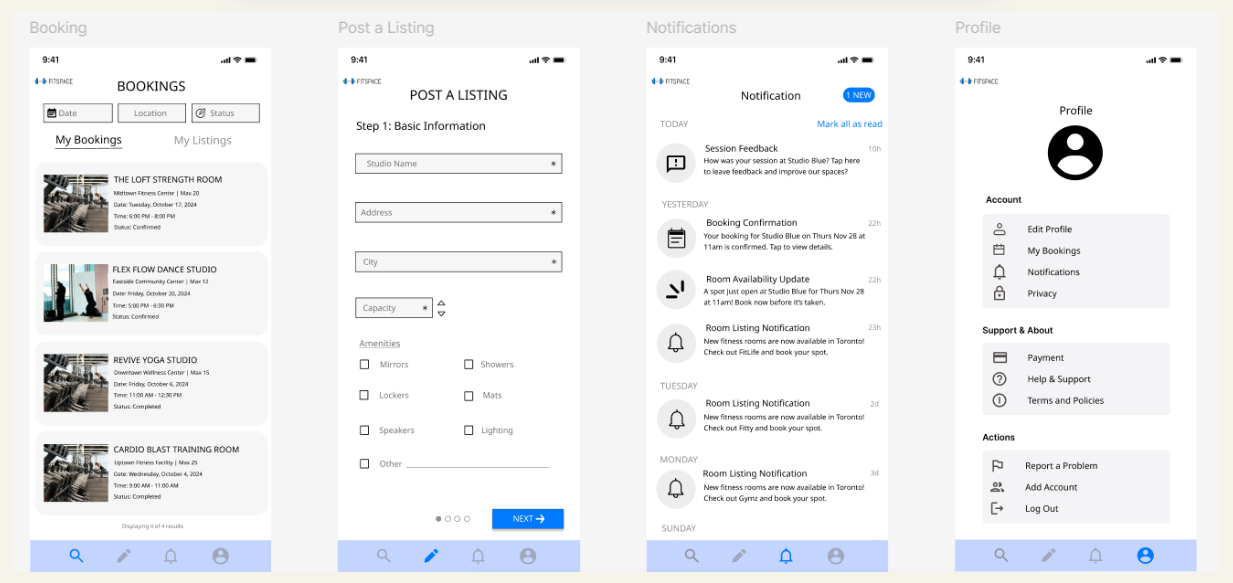 Booking
9:41
FITSPACE
BOOKINGS
Date
Location
Status
My Bookings
My Listings
THE LOFT STRENGTH ROOM
Midtown Fitness Center | Max 20
Date: Tuesday, October 17, 2024
Time: 6:00 PM - 8:00 PM
Status: Confirmed
FLEX FLOW DANCE STUDIO
Eastside Community Center | Max 12
Date: Friday, October 20, 2024
Time: 5:00 PM - 6:30 PM
Status: Confirmed
REVIVE YOGA STUDIO
Downtown Wellness Center | Max 15
Date: Friday, October 6, 2024
Time: 11:00 AM - 12:30 PM
Status: Completed
CARDIO BLAST TRAINING ROOM
Uptown Fitness Facility | Max 25
Date: Wednesday, October 4, 2024
Time: 9:00 AM - 11:00 AM
Status: Completed
Displaying 4 of 4 results
Post a Listing
9:41
FITSPACE
POST A LISTING
Step 1: Basic Information
Studio Name *
Address *
City *
Capacity *
Amenities
Mirrors
Showers
Lockers
Mats
Speakers
Lighting
Other
NEXT →
Notifications
9:41
FITSPACE
Notification
1 NEW
TODAY
Mark all as read
Session Feedback 10h
How was your session at Studio Blue? Tap here
to leave feedback and improve our spaces?
YESTERDAY
Booking Confirmation 22h
Your booking for Studio Blue on Thurs Nov 28 at
11am is confirmed. Tap to view details.
Room Availability Update 22h
A spot just open at Studio Blue for Thurs Nov 28
at 11am! Book now before it's taken.
Room Listing Notification 23h
New fitness rooms are now available in Toronto!
Check out FitLife and book your spot.
TUESDAY
Room Listing Notification 2d
New fitness rooms are now available in Toronto!
Check out Fitty and book your spot.
MONDAY
Room Listing Notification 3d
New fitness rooms are now available in Toronto!
Check out Gymz and book your spot.
SUNDAY
Profile
9:41
FITSPACE
Profile
Account
Edit Profile
My Bookings
Notifications
Privacy
Support & About
Payment
Help & Support
Terms and Policies
Actions
Report a Problem
Add Account
Log Out